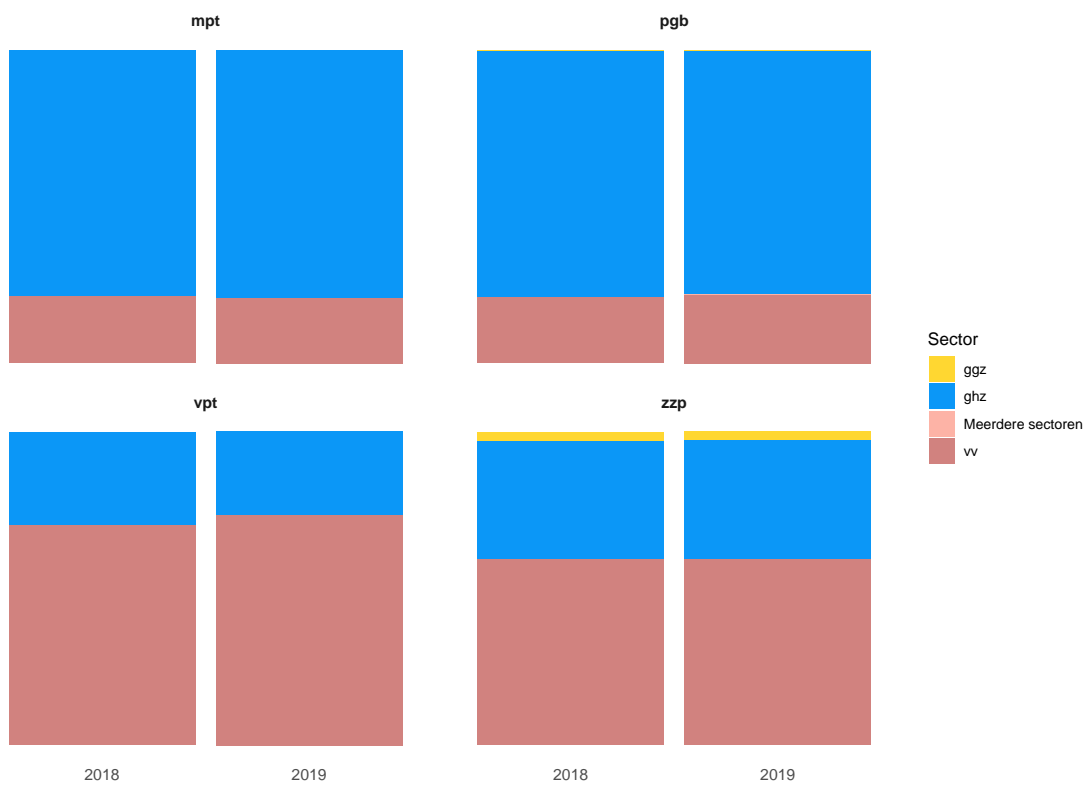 mpt
pgb
vpt
zzp
2018
2019
2018
2019
Sector
ggz
ghz
Meerdere sectoren
vv